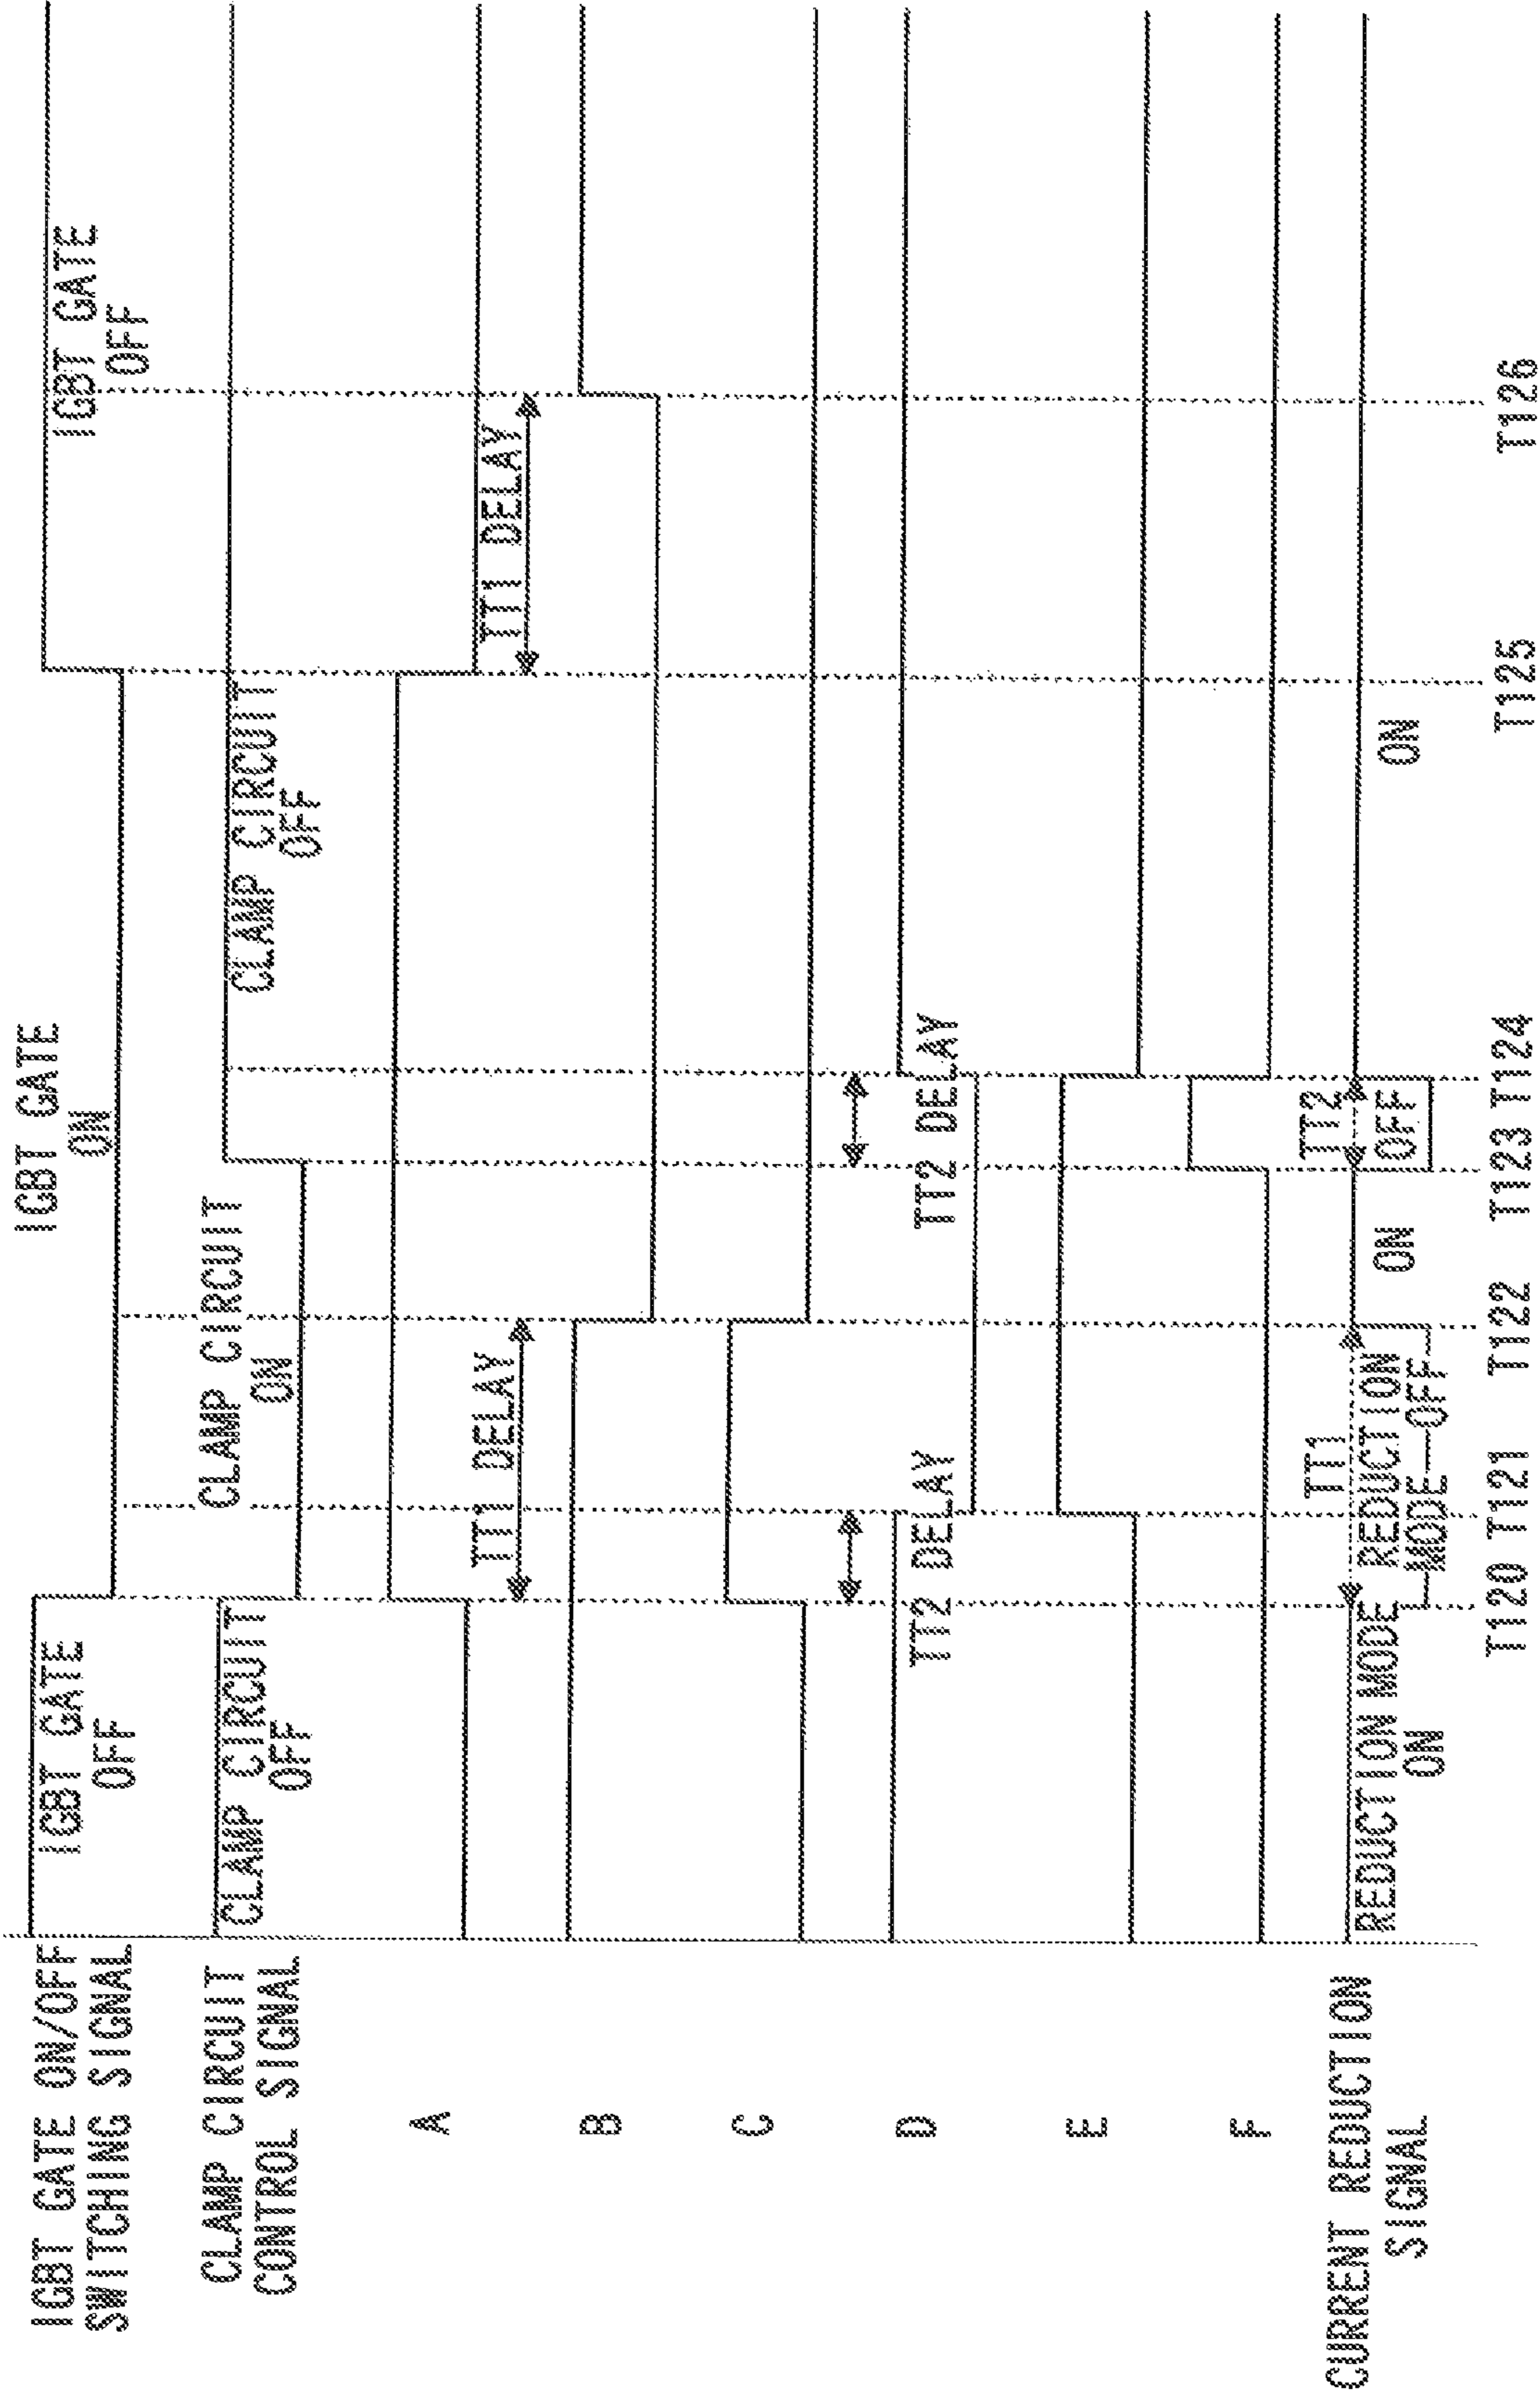 IGBT GATE ON/OFF
SWITCHING SIGNAL
IGBT GATE
OFF
IGBT GATE
ON
IGBT GATE
OFF
CLAMP CIRCUIT
CONTROL SIGNAL
CLAMP CIRCUIT
OFF
CLAMP CIRCUIT
ON
CLAMP CIRCUIT
OFF
A
B
TT1 DELAY
TT1 DELAY
C
D
TT2 DELAY
TT2 DELAY
E
F
CURRENT REDUCTION
SIGNAL
REDUCTION MODE
ON
TT1
REDUCTION
MODE OFF
ON
TT2
OFF
ON
T120 T121 T122 T123 T124 T125 T126